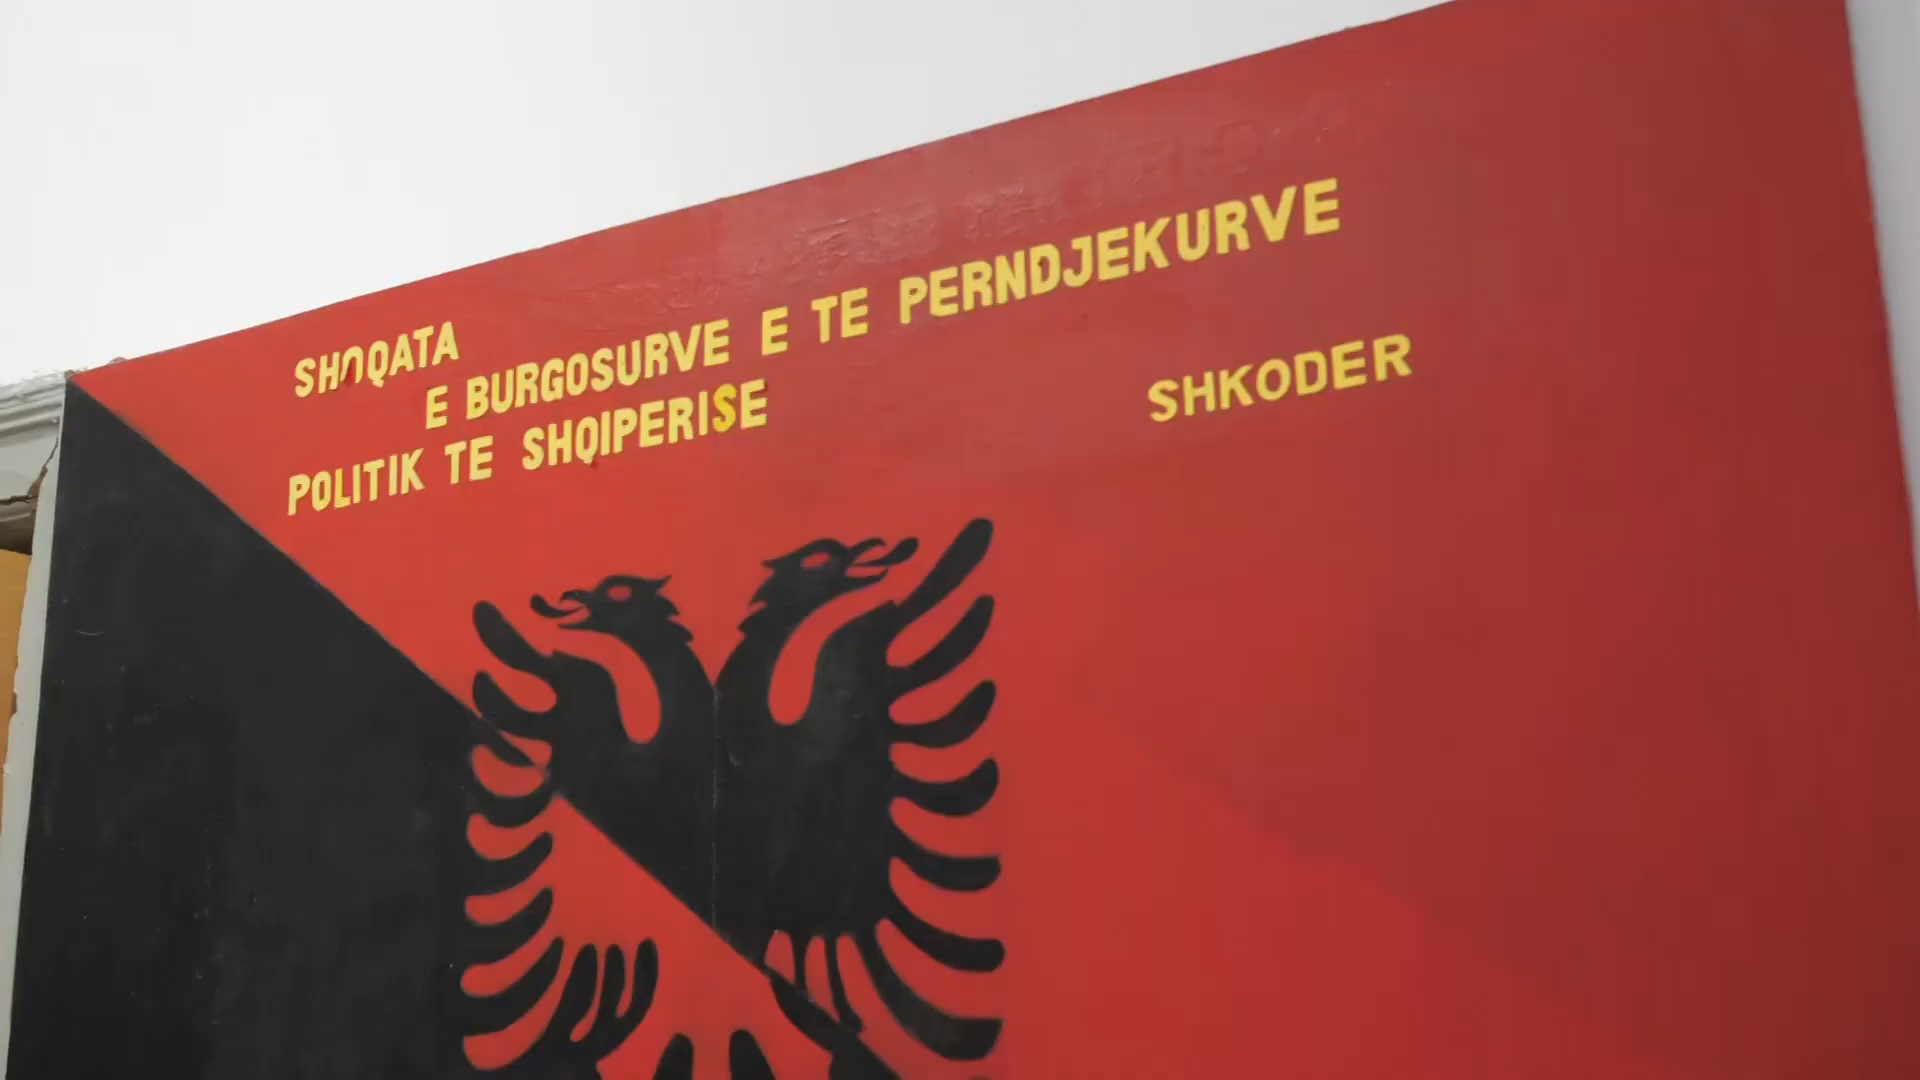 SHOQATA
E BURGOSURVE E TE PERNDJEKURVE
POLITIK TE SHQIPERISE
SHKODER